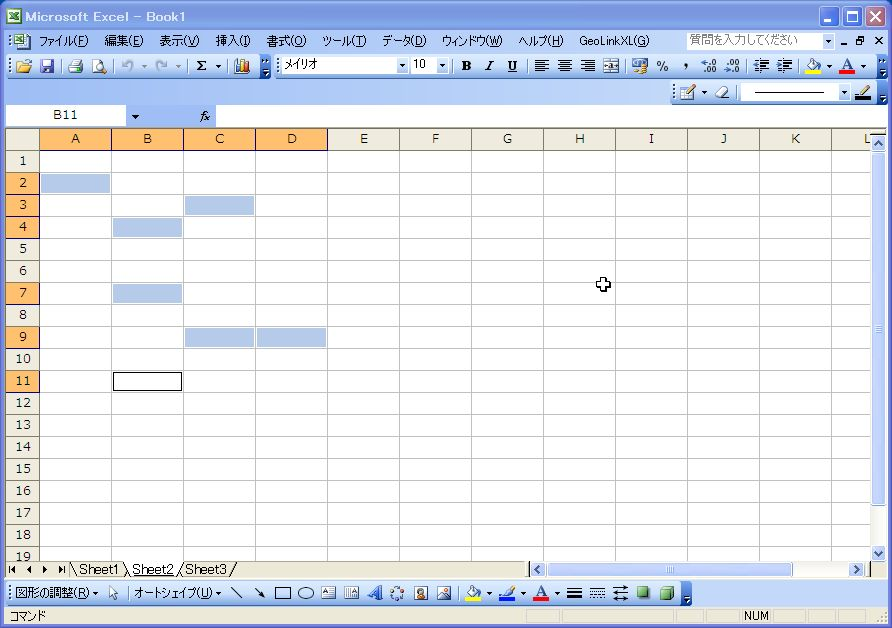 Microsoft Excel - Book1
ファイル(F) 編集(E) 表示(V) 挿入(I) 書式(O) ツール(T) データ(D) ウィンドウ(W) ヘルプ(H) GeoLinkXL(G) 質問を入力してください
Σ メイリオ 10 B I U % ,
B11 fx
A B C D E F G H I J K L
1
2
3
4
5
6
7
8
9
10
11
12
13
14
15
16
17
18
19
Sheet1 Sheet2 Sheet3
図形の調整(R) オートシェイプ(U)
コマンド NUM